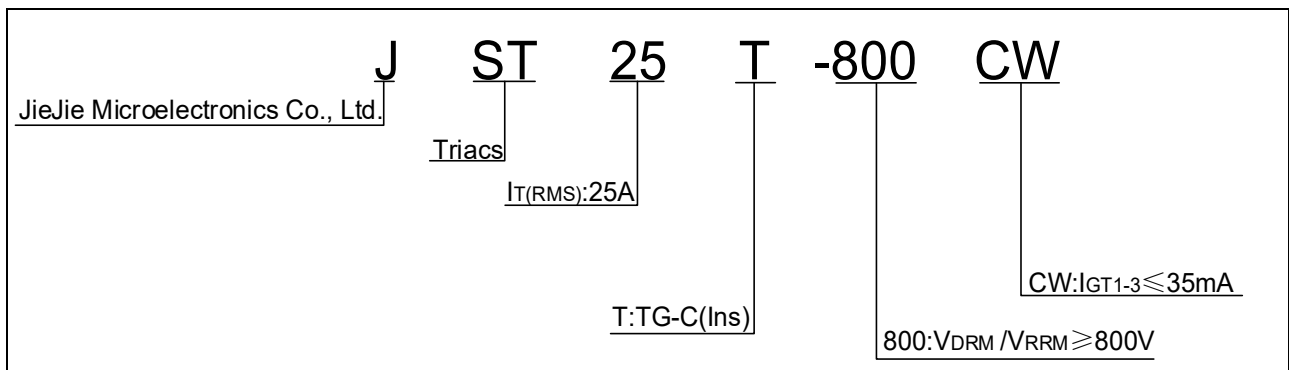 J ST 25 T -800 CW
JieJie Microelectronics Co., Ltd.
Triacs
IT(RMS):25A
CW:IGT1-3≤35mA
T:TG-C(Ins)
800:VDRM /VRRM≥800V